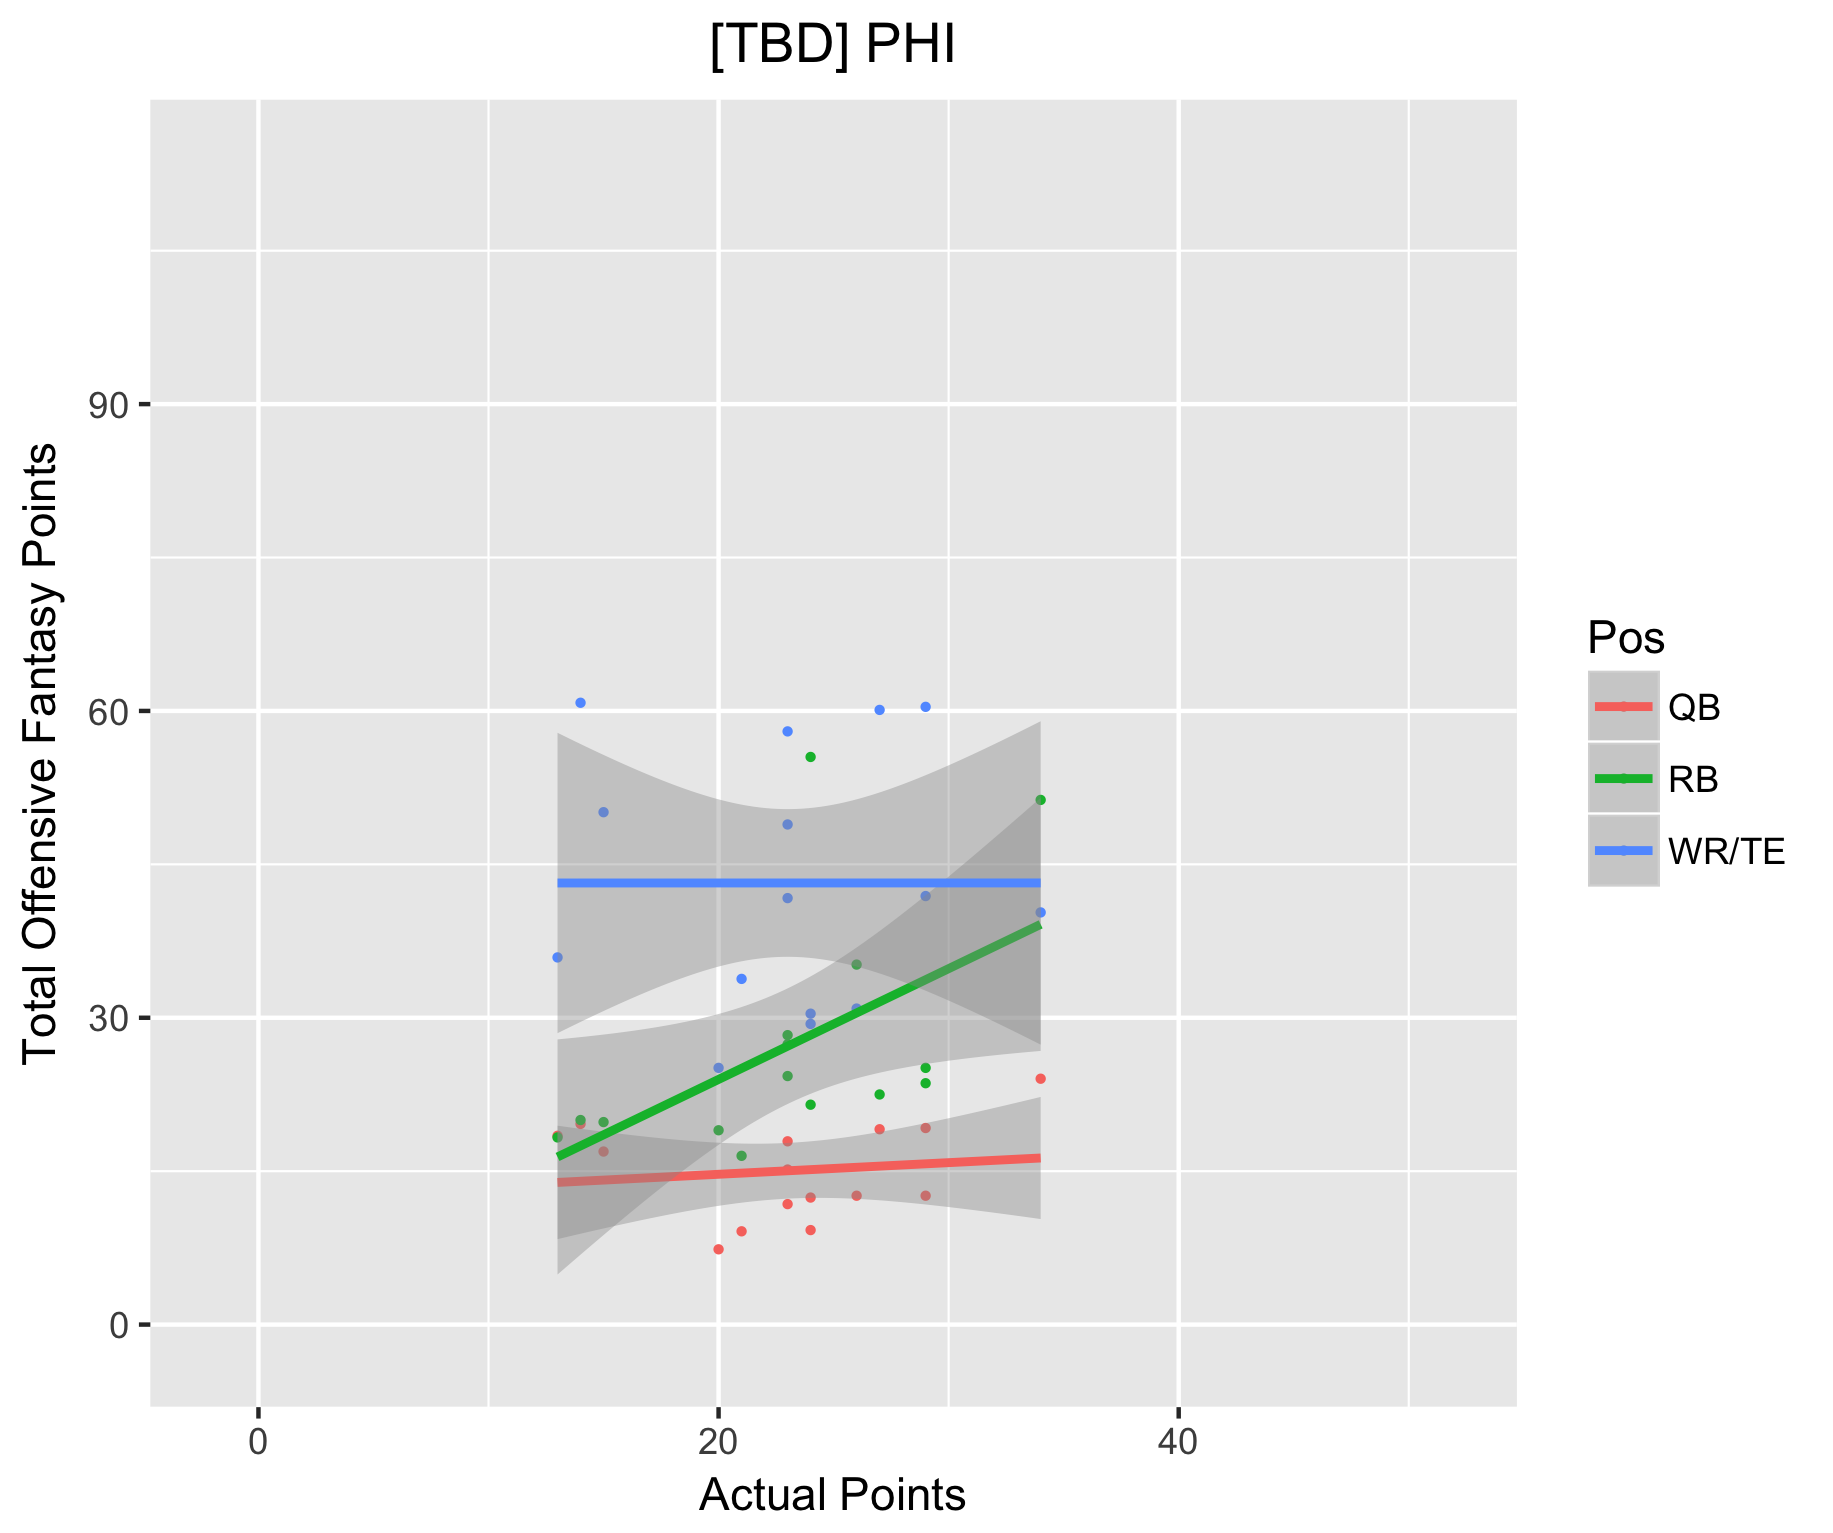 [TBD] PHI
Total Offensive Fantasy Points
90
60
30
0
0 20 40
Actual Points
Pos
QB
RB
WR/TE